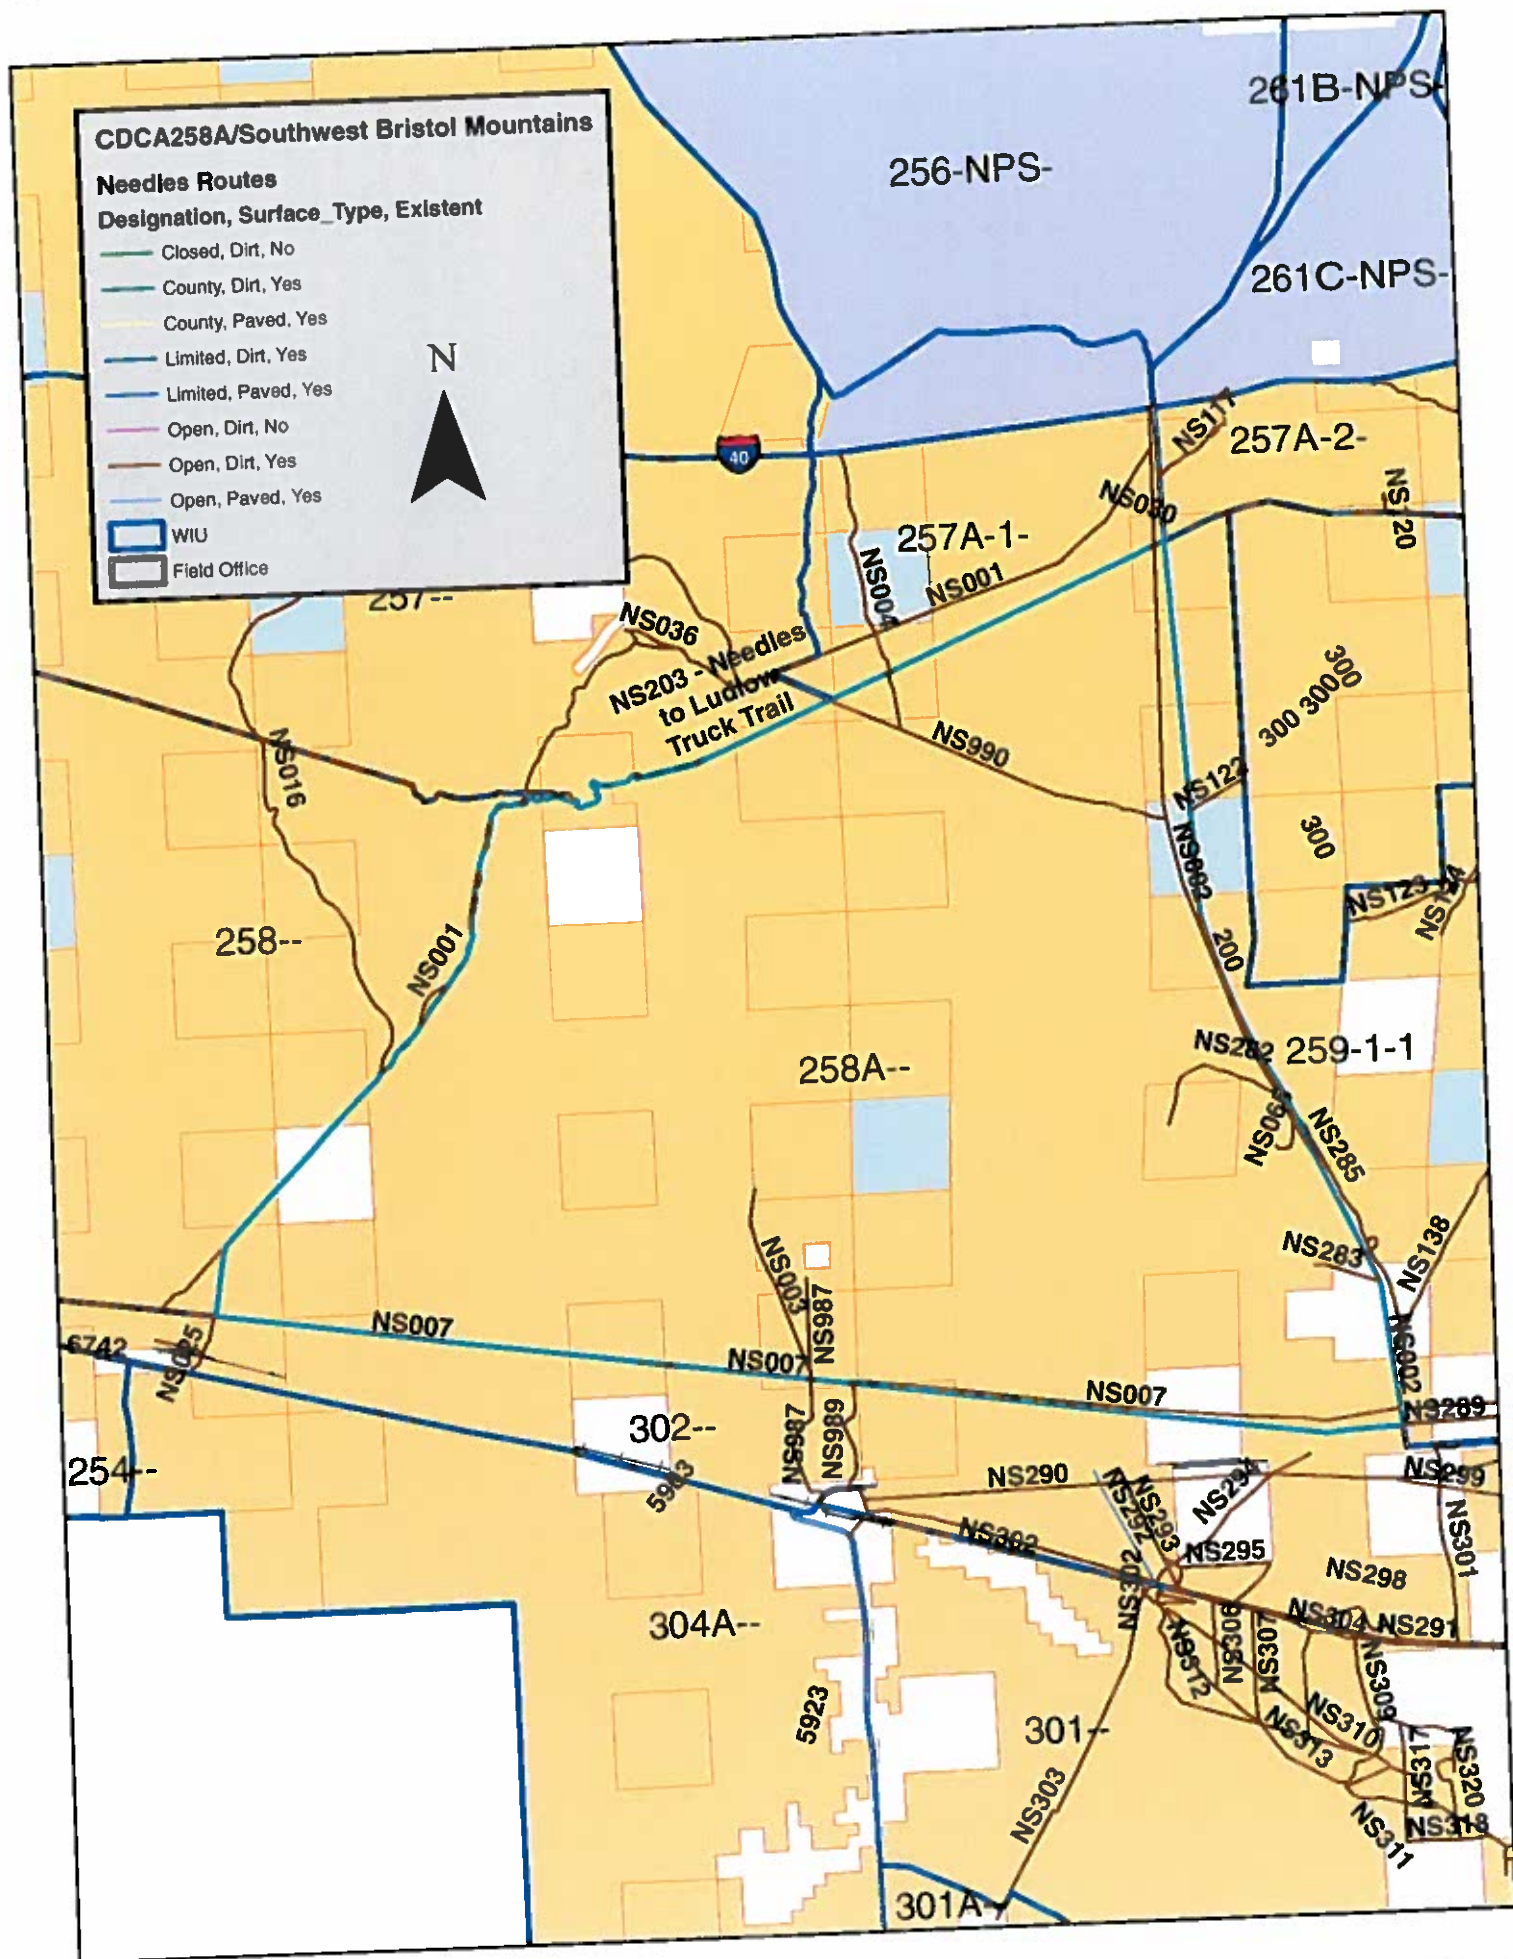 CDCA258A/Southwest Bristol Mountains
Needles Routes
Designation, Surface_Type, Existent
Closed, Dirt, No
County, Dirt, Yes
County, Paved, Yes
Limited, Dirt, Yes
Limited, Paved, Yes
Open, Dirt, No
Open, Dirt, Yes
Open, Paved, Yes
WIU
Field Office
N
261B-NPS-
256-NPS-
261C-NPS-
40
NS117
257A-2-
NS030
NS120
257A-1-
NS004
NS001
257--
NS036
NS203 - Needles
to Ludlow
Truck Trail
NS990
300
300
300
300
NS016
NS122
300
NS002
NS123
258--
NS001
200
NS282
259-1-1
258A--
NS065
NS285
NS138
NS283
NS003
NS987
NS007
NS007
NS007
NS002
6742
NS025
NS289
302--
NS987
NS989
254--
5983
NS290
NS292
NS293
NS294
NS299
NS301
NS302
NS295
NS298
NS302
NS306
NS307
NS304
NS291
304A--
NS312
NS309
5923
301--
NS310
NS313
NS317
NS320
NS303
NS311
NS318
301A--